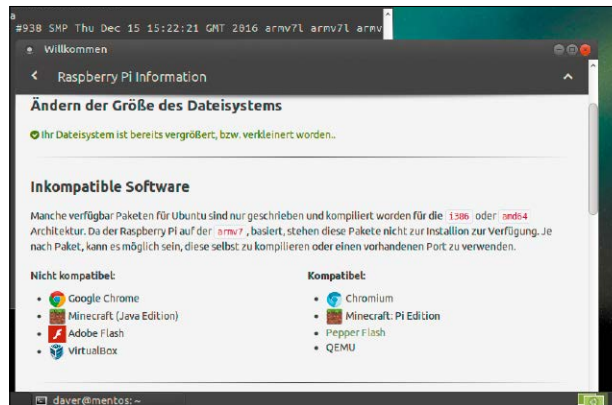 a
#938 SMP Thu Dec 15 15:22:21 GMT 2016 armv7l armv7l armv
Willkommen
Raspberry Pi Information
Ändern der Größe des Dateisystems
Ihr Dateisystem ist bereits vergrößert, bzw. verkleinert worden..
Inkompatible Software
Manche verfügbar Paketen für Ubuntu sind nur geschrieben und kompiliert worden für die i386 oder amd64
Architektur. Da der Raspberry Pi auf der armv7 , basiert, stehen diese Pakete nicht zur Installion zur Verfügung. Je
nach Paket, kann es möglich sein, diese selbst zu kompilieren oder einen vorhandenen Port zu verwenden.
Nicht kompatibel:
Google Chrome
Minecraft (Java Edition)
Adobe Flash
VirtualBox
Kompatibel:
Chromium
Minecraft: Pi Edition
Pepper Flash
QEMU
daver@mentos: ~